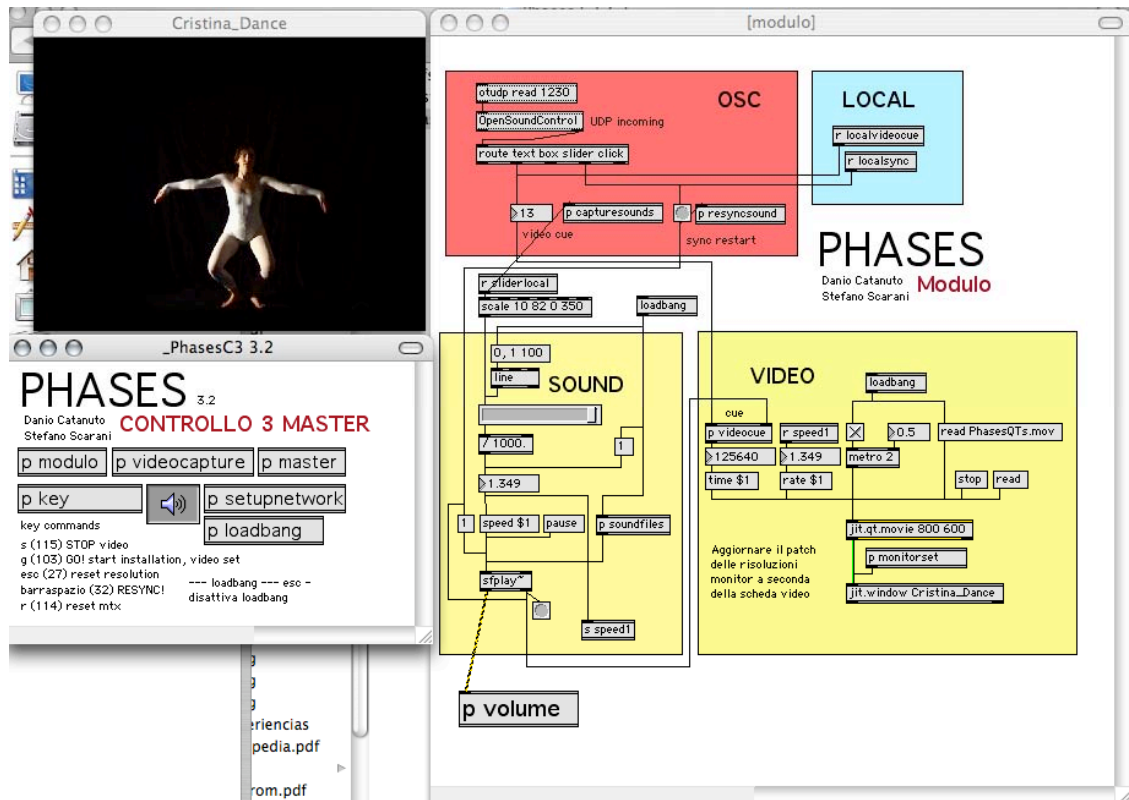 Cristina_Dance
[modulo]
otudp read 1230
OpenSoundControl
UDP incoming
route text box slider click
OSC
13
p capturesounds
p resyncsound
video cue
sync restart
LOCAL
r localvideocue
r localsync
PHASES
Danio Catanuto
Stefano Scarani
Modulo
r sliderlocal
scale 10 82 0 350
loadbang
0, 1 100
line
SOUND
/ 1000.
1
1.349
1
speed $1
pause
p soundfiles
sfplay~
s speed1
p volume
VIDEO
loadbang
cue
p videocue
r speed1
0.5
read PhasesQTs.mov
125640
1.349
metro 2
time $1
rate $1
stop
read
jit.qt.movie 800 600
p monitorset
jit.window Cristina_Dance
Aggiornare il patch
delle risoluzioni
monitor a seconda
della scheda video
_PhasesC3 3.2
PHASES 3.2
Danio Catanuto
Stefano Scarani
CONTROLLO 3 MASTER
p modulo
p videocapture
p master
p key
p setupnetwork
p loadbang
key commands
s (115) STOP video
g (103) GO! start installation, video set
esc (27) reset resolution
barraspazio (32) RESYNC!
r (114) reset mtx
--- loadbang --- esc -
disattiva loadbang
eriencias
pedia.pdf
rom.pdf